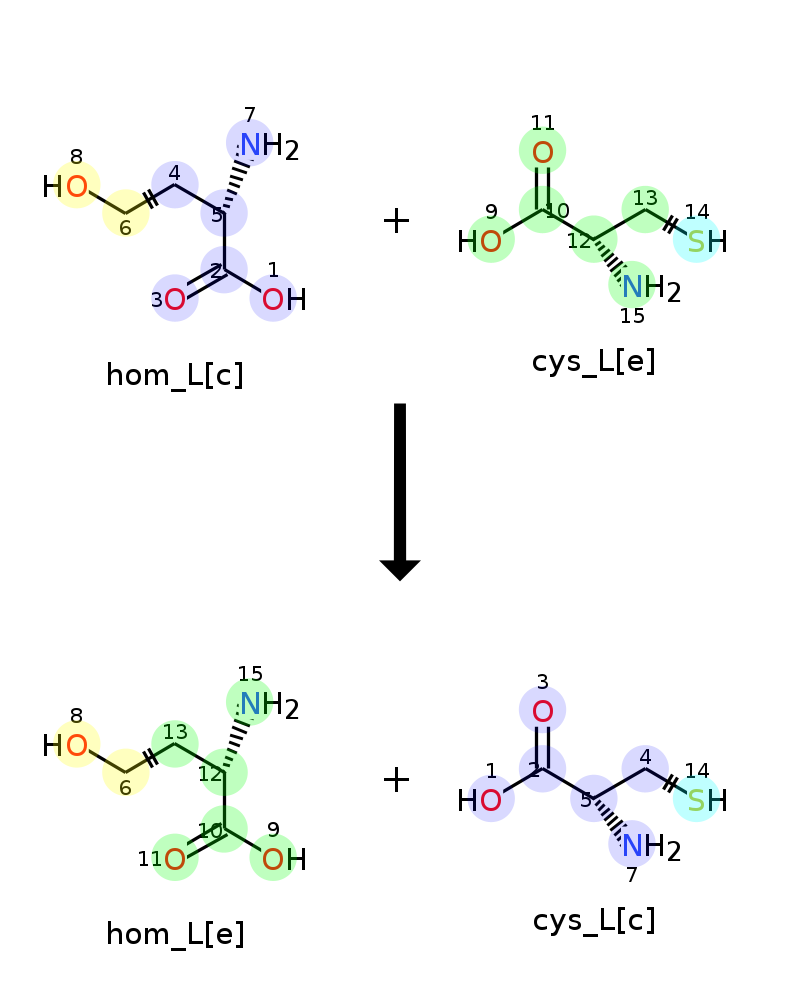 7
8 4 NH2
HO
6 5
2 1
3O OH
hom_L[c]
+
11
O
9 10 13 14
HO 12 SH
NH2
15
cys_L[e]
15
8 13 NH2
HO
6 12
10 9
11O OH
hom_L[e]
+
3
O
1 2 4 14
HO 5 SH
NH2
7
cys_L[c]